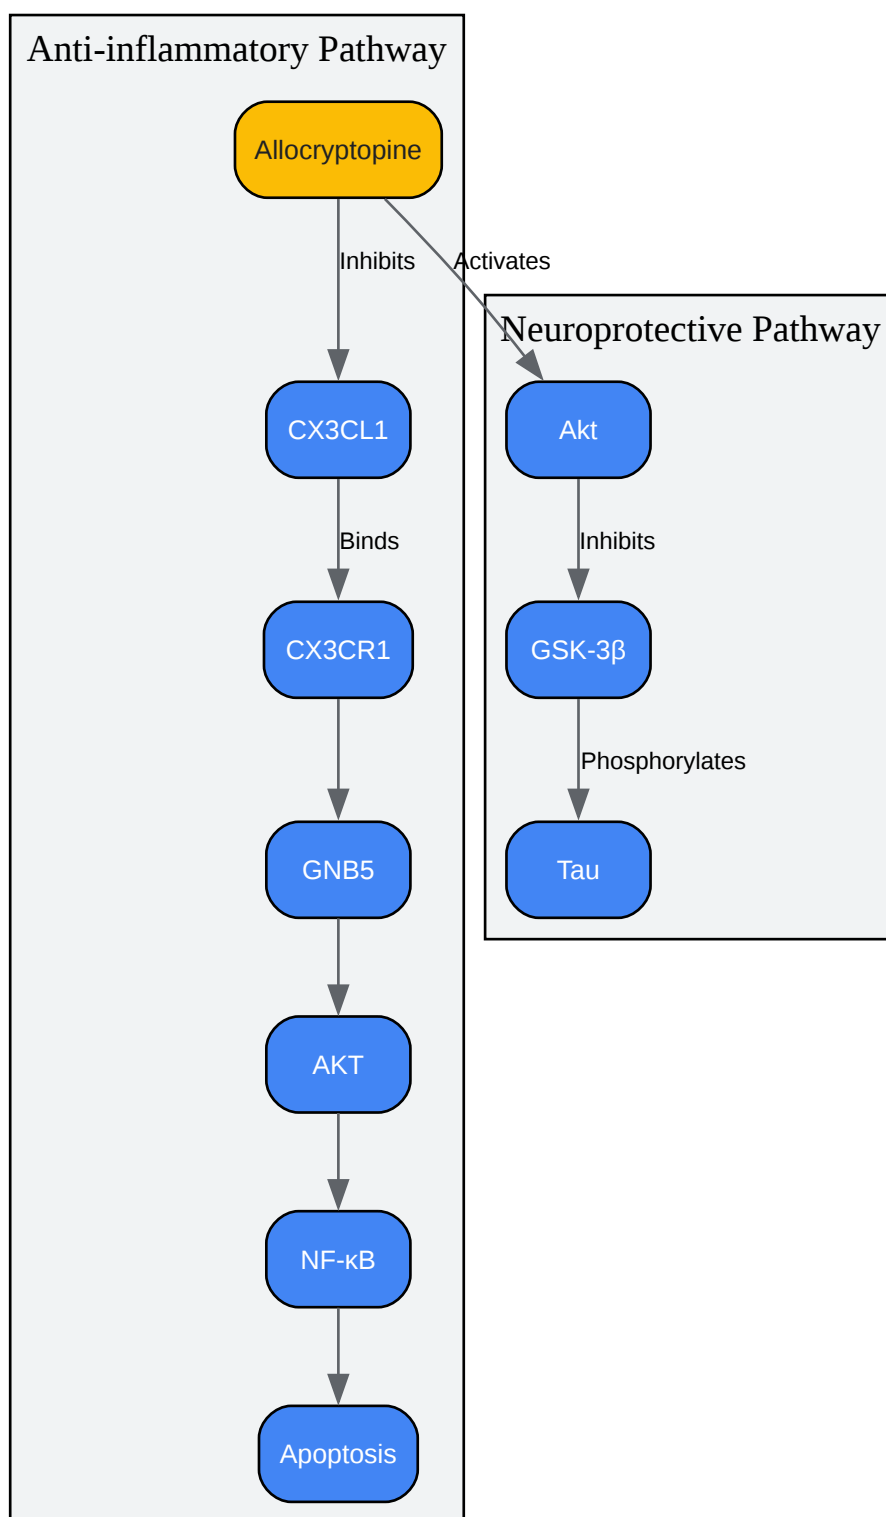 Anti-inflammatory Pathway
Allocryptopine
Inhibits
Activates
Neuroprotective Pathway
CX3CL1
Akt
Binds
Inhibits
CX3CR1
GSK-3β
Phosphorylates
GNB5
Tau
AKT
NF-κB
Apoptosis